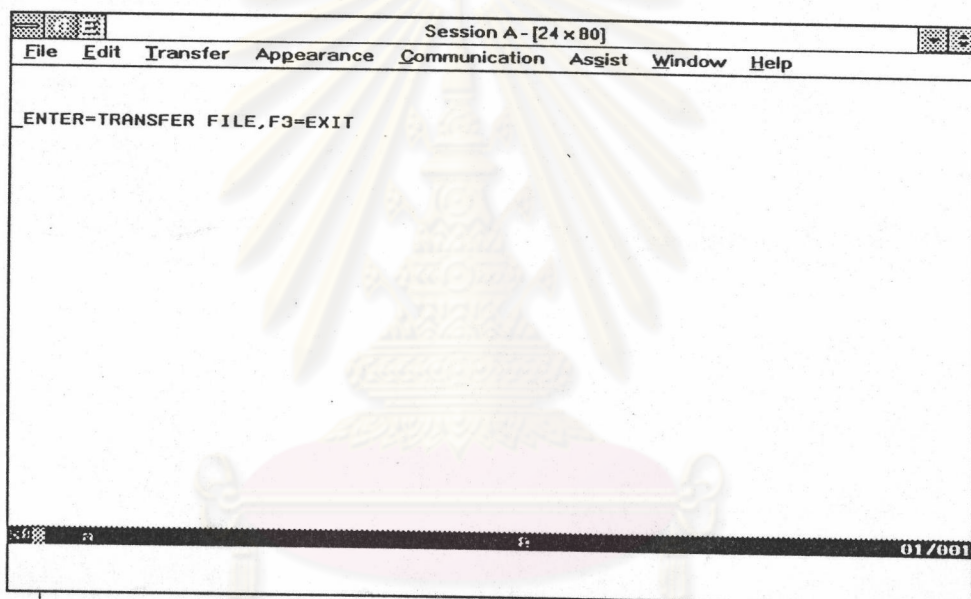 Session A - [24 x 80]
File Edit Transfer Appearance Communication Assist Window Help
_ENTER=TRANSFER FILE,F3=EXIT
a
01/001